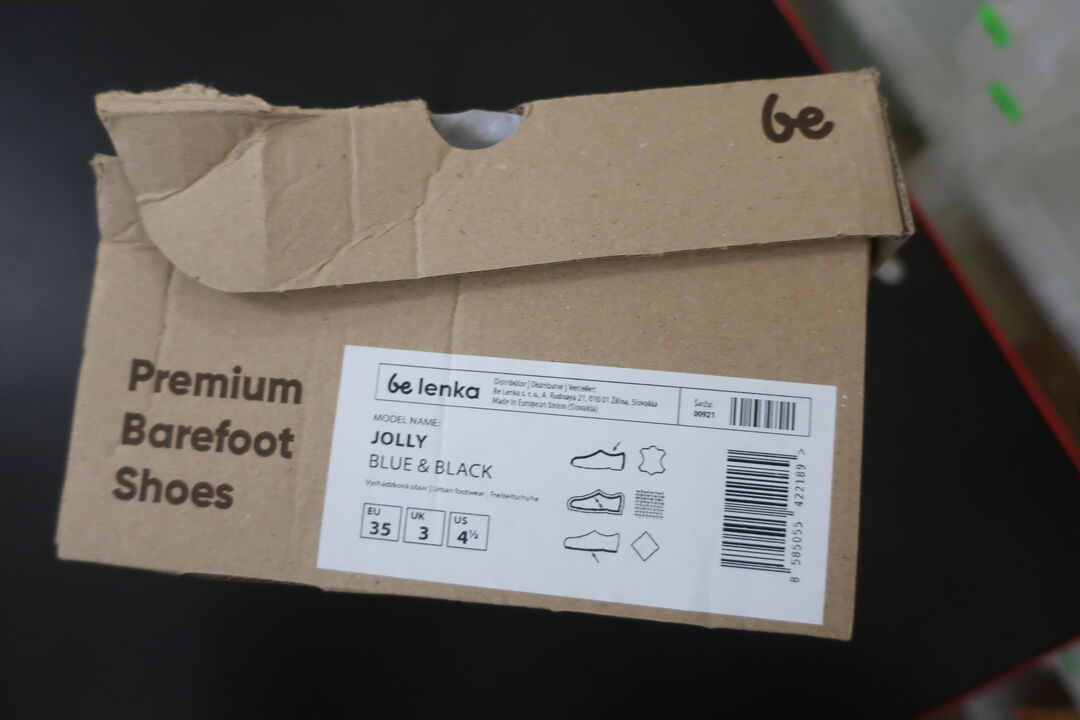 be
Premium
Barefoot
Shoes
be lenka
Distribútor | Distributor | Verteiler:
Be Lenka s. r. o., A. Rudnaya 21, 010 01 Žilina, Slovakia
Made in European Union (Slovakia)
Sada:
00921
MODEL NAME:
JOLLY
BLUE & BLACK
Vychádzková obuv | Urban footwear | Freizeitschuhe
EU
35
UK
3
US
4½
8 585055 422189 >